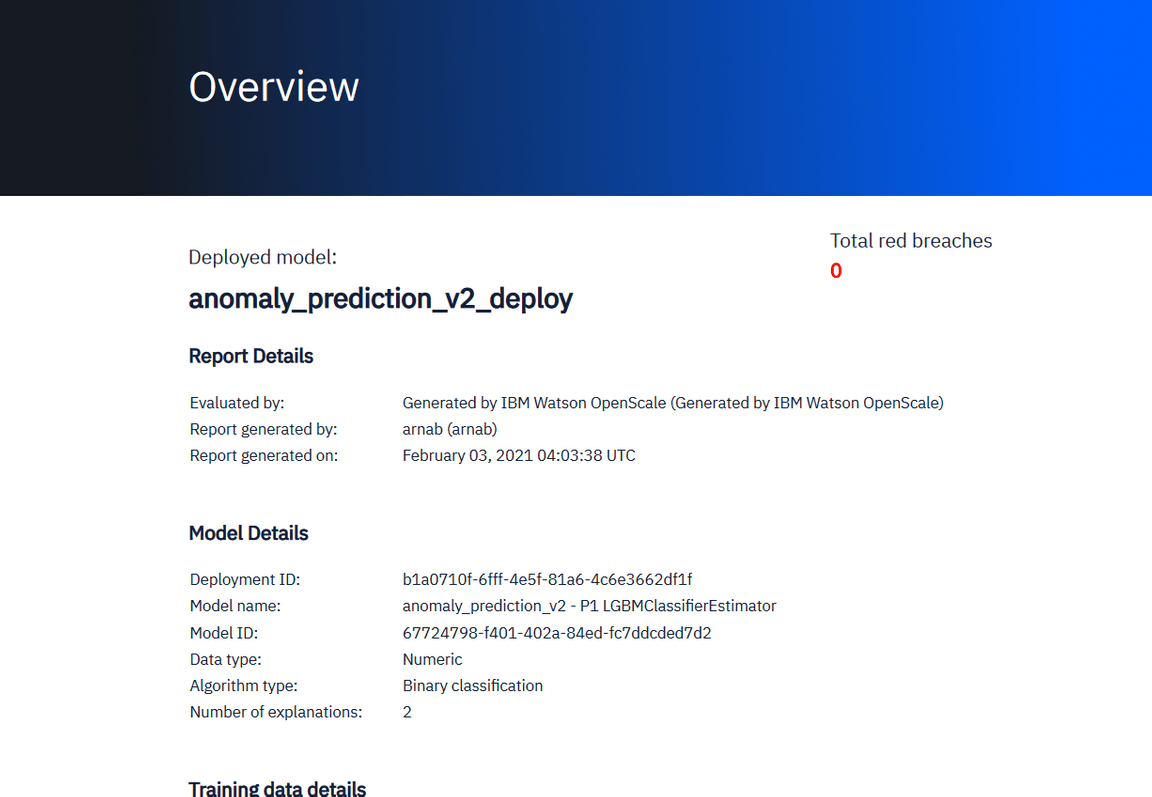 Overview
Total red breaches
0
Deployed model:
anomaly_prediction_v2_deploy
Report Details
Evaluated by: Generated by IBM Watson OpenScale (Generated by IBM Watson OpenScale)
Report generated by: arnab (arnab)
Report generated on: February 03, 2021 04:03:38 UTC
Model Details
Deployment ID: b1a0710f-6fff-4e5f-81a6-4c6e3662df1f
Model name: anomaly_prediction_v2 - P1 LGBMClassifierEstimator
Model ID: 67724798-f401-402a-84ed-fc7ddcded7d2
Data type: Numeric
Algorithm type: Binary classification
Number of explanations: 2
Training data details